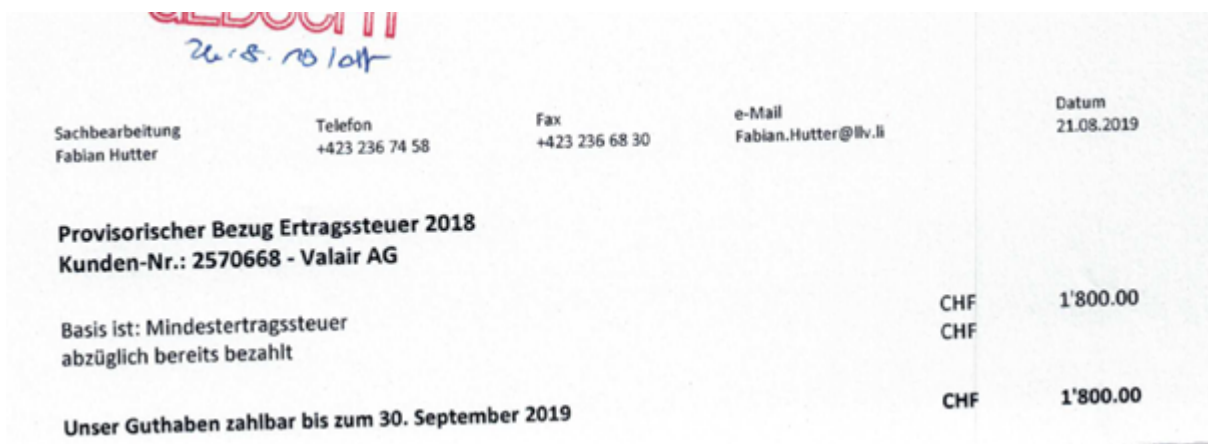 GEBUCHT
Sachbearbeitung Telefon Fax e-Mail Datum
Fabian Hutter +423 236 74 58 +423 236 68 30 Fabian.Hutter@llv.li 21.08.2019
Provisorischer Bezug Ertragssteuer 2018
Kunden-Nr.: 2570668 - Valair AG
Basis ist: Mindestertragssteuer CHF 1'800.00
abzüglich bereits bezahlt CHF
Unser Guthaben zahlbar bis zum 30. September 2019 CHF 1'800.00